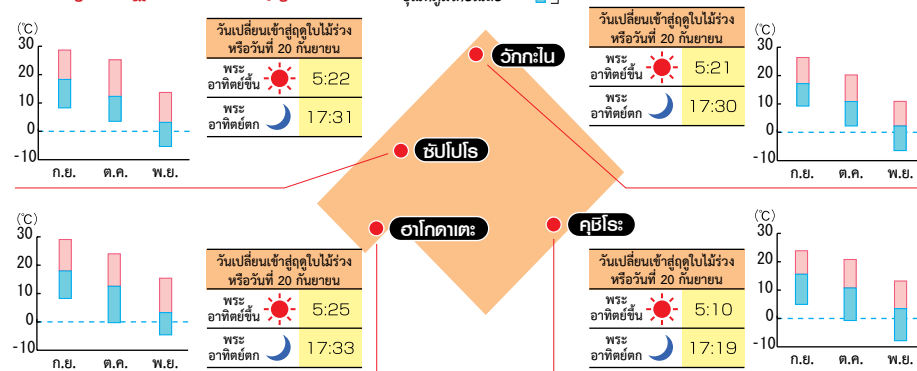 (℃)
30
20
10
0
-10
ก.ย. ต.ค. พ.ย.
วันเปลี่ยนเข้าสู่ฤดูใบไม้ร่วง
หรือวันที่ 20 กันยายน
พระ
อาทิตย์ขึ้น 5:22
พระ
อาทิตย์ตก 17:31
วักกะไน
ซัปโปโร
ฮาโกดาเตะ
คุชิโระ
วันเปลี่ยนเข้าสู่ฤดูใบไม้ร่วง
หรือวันที่ 20 กันยายน
พระ
อาทิตย์ขึ้น 5:21
พระ
อาทิตย์ตก 17:30
(℃)
30
20
10
0
-10
ก.ย. ต.ค. พ.ย.
(℃)
30
20
10
0
-10
ก.ย. ต.ค. พ.ย.
วันเปลี่ยนเข้าสู่ฤดูใบไม้ร่วง
หรือวันที่ 20 กันยายน
พระ
อาทิตย์ขึ้น 5:25
พระ
อาทิตย์ตก 17:33
วันเปลี่ยนเข้าสู่ฤดูใบไม้ร่วง
หรือวันที่ 20 กันยายน
พระ
อาทิตย์ขึ้น 5:10
พระ
อาทิตย์ตก 17:19
(℃)
30
20
10
0
-10
ก.ย. ต.ค. พ.ย.